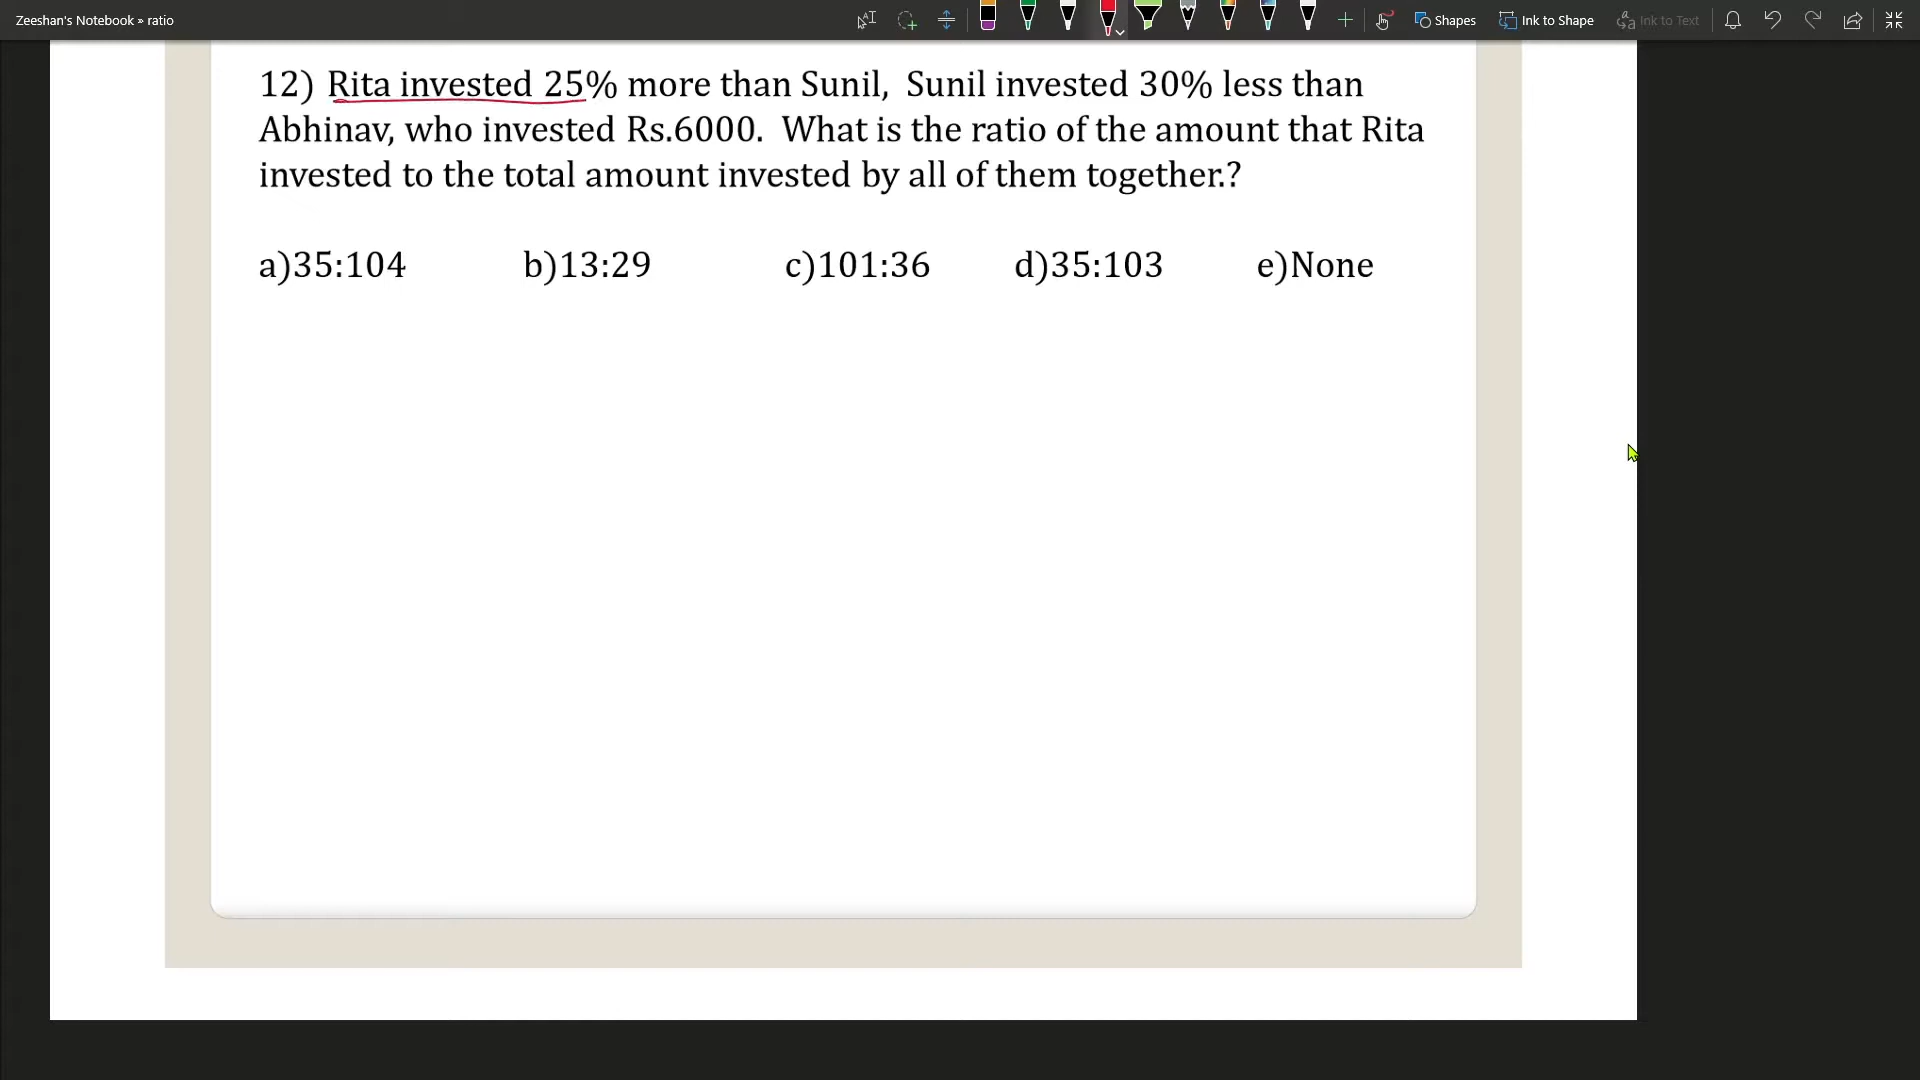 Zeeshan's Notebook » ratio
Shapes
Ink to Shape
Ink to Text
12) Rita invested 25% more than Sunil,  Sunil invested 30% less than
Abhinav, who invested Rs.6000.  What is the ratio of the amount that Rita
invested to the total amount invested by all of them together.?
a)35:104 b)13:29 c)101:36 d)35:103 e)None